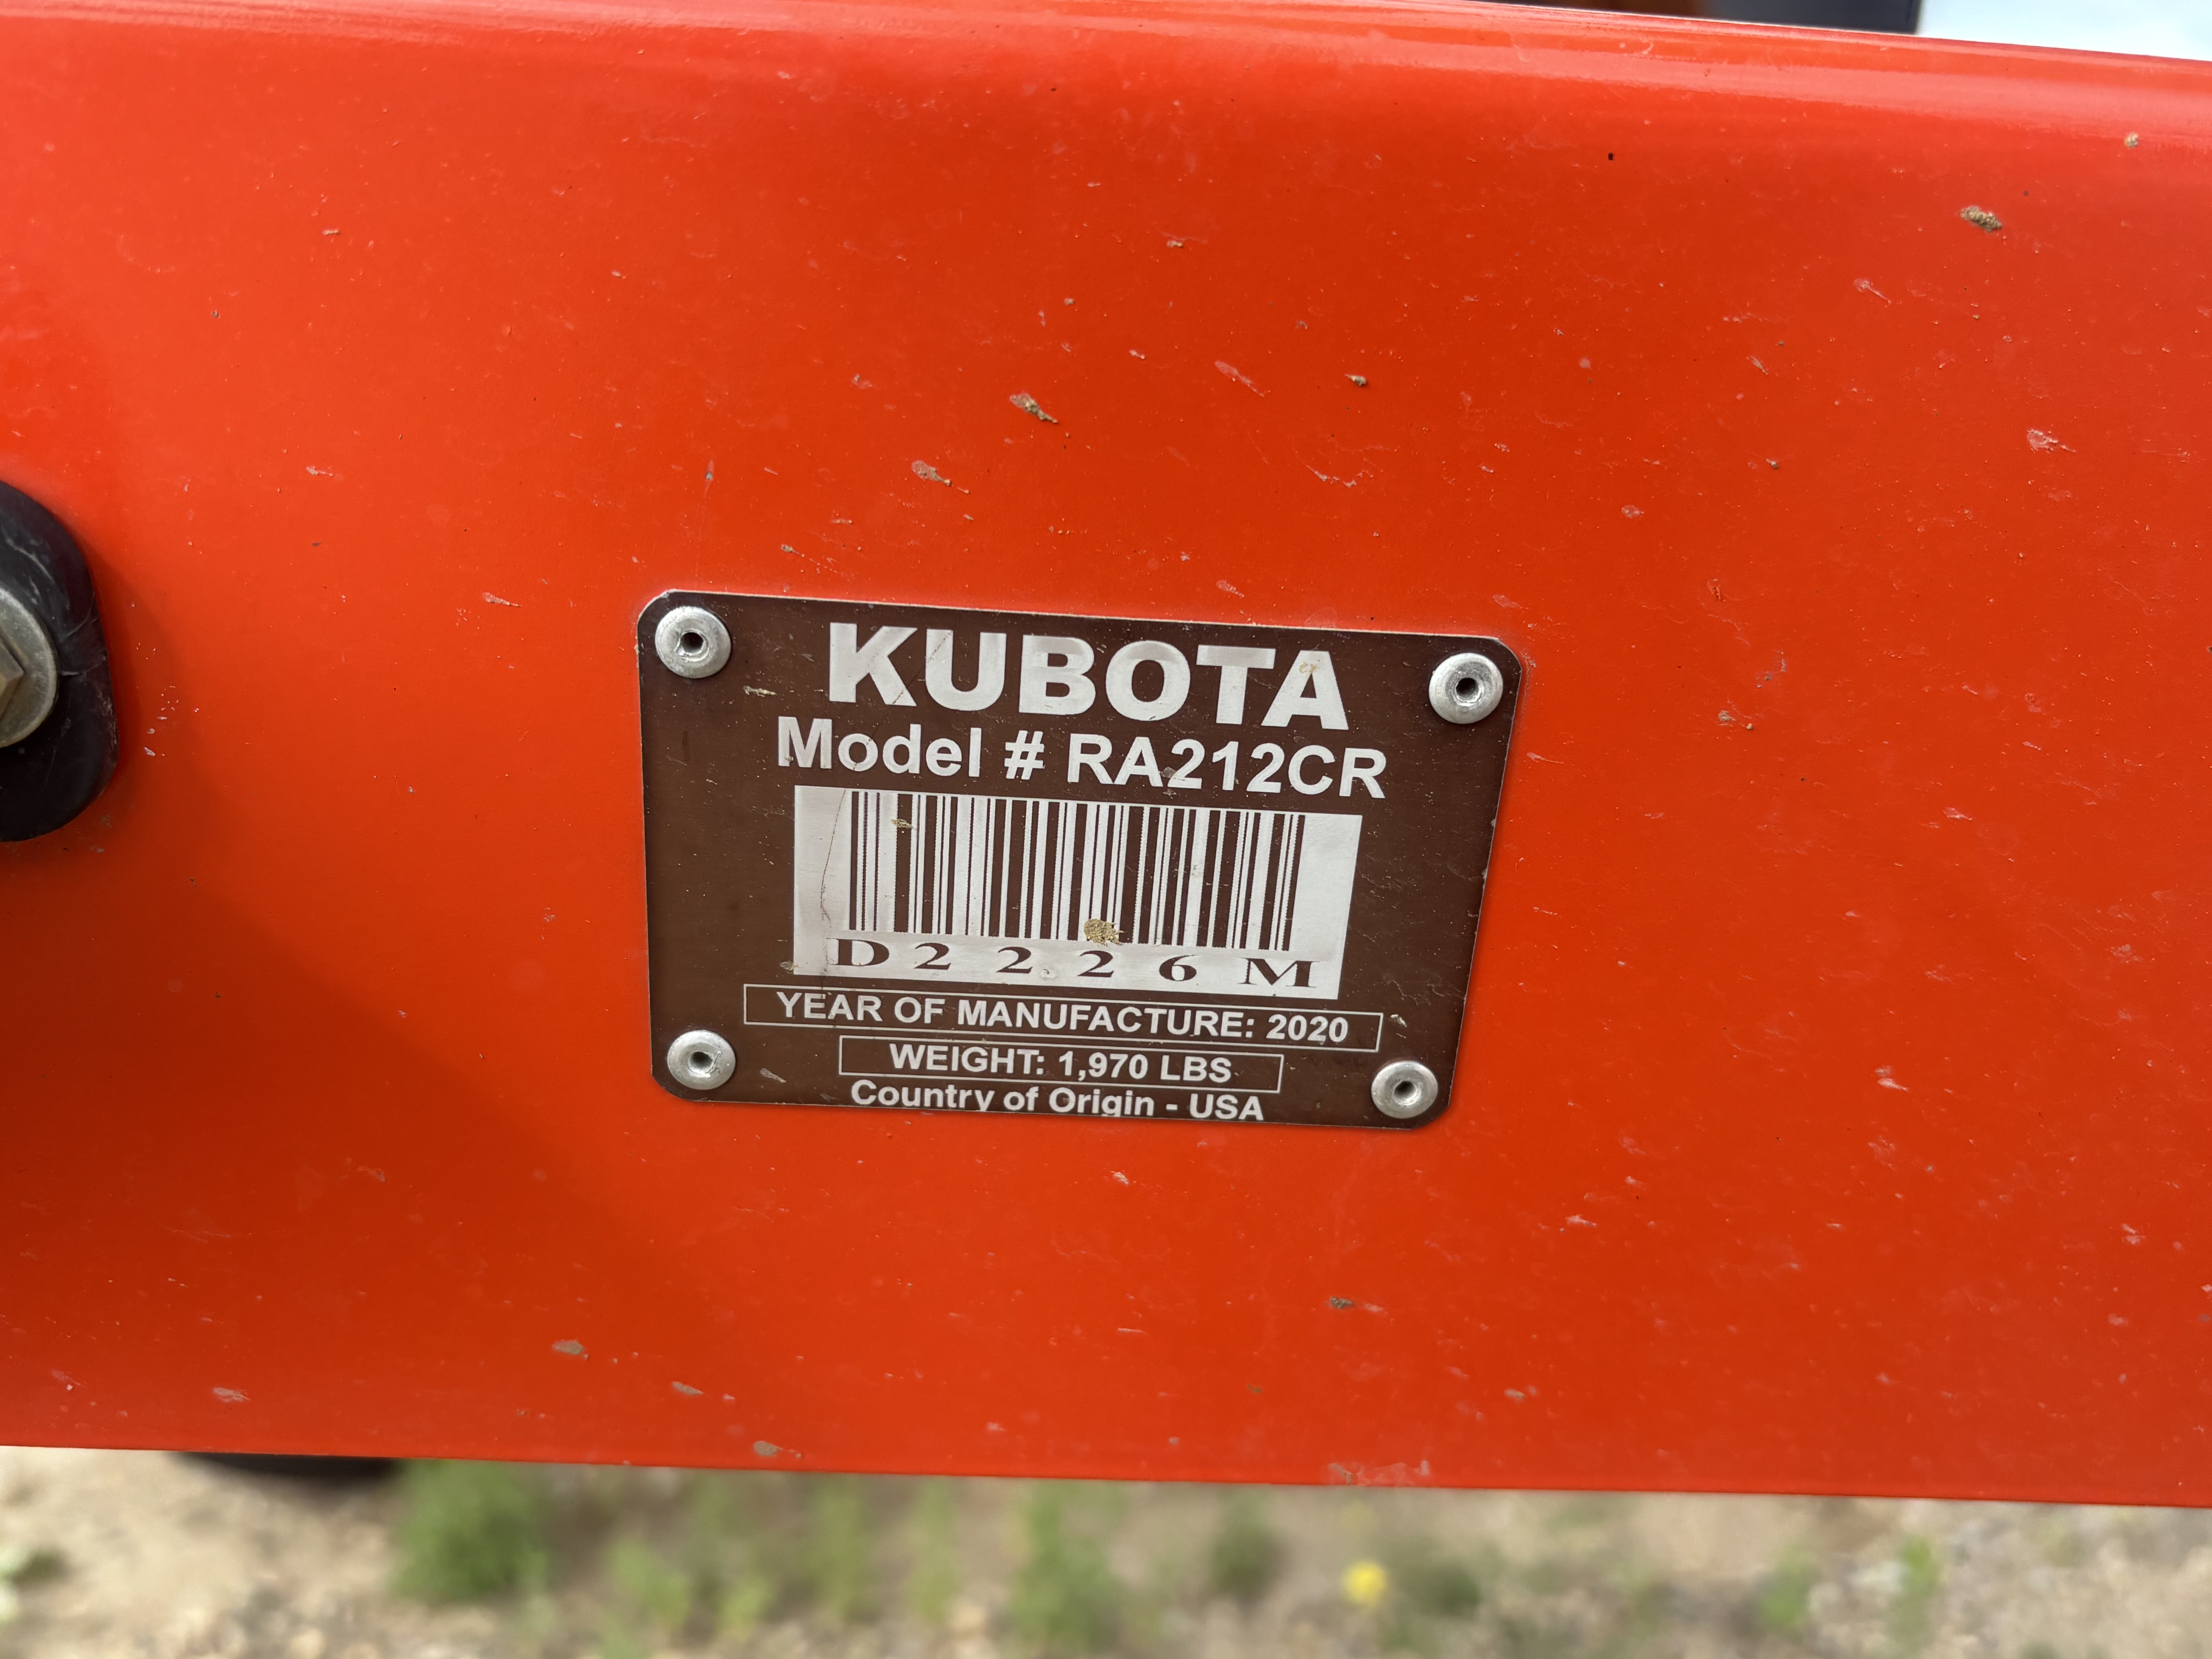 KUBOTA
Model # RA212CR
D2226M
YEAR OF MANUFACTURE: 2020
WEIGHT: 1,970 LBS
Country of Origin - USA